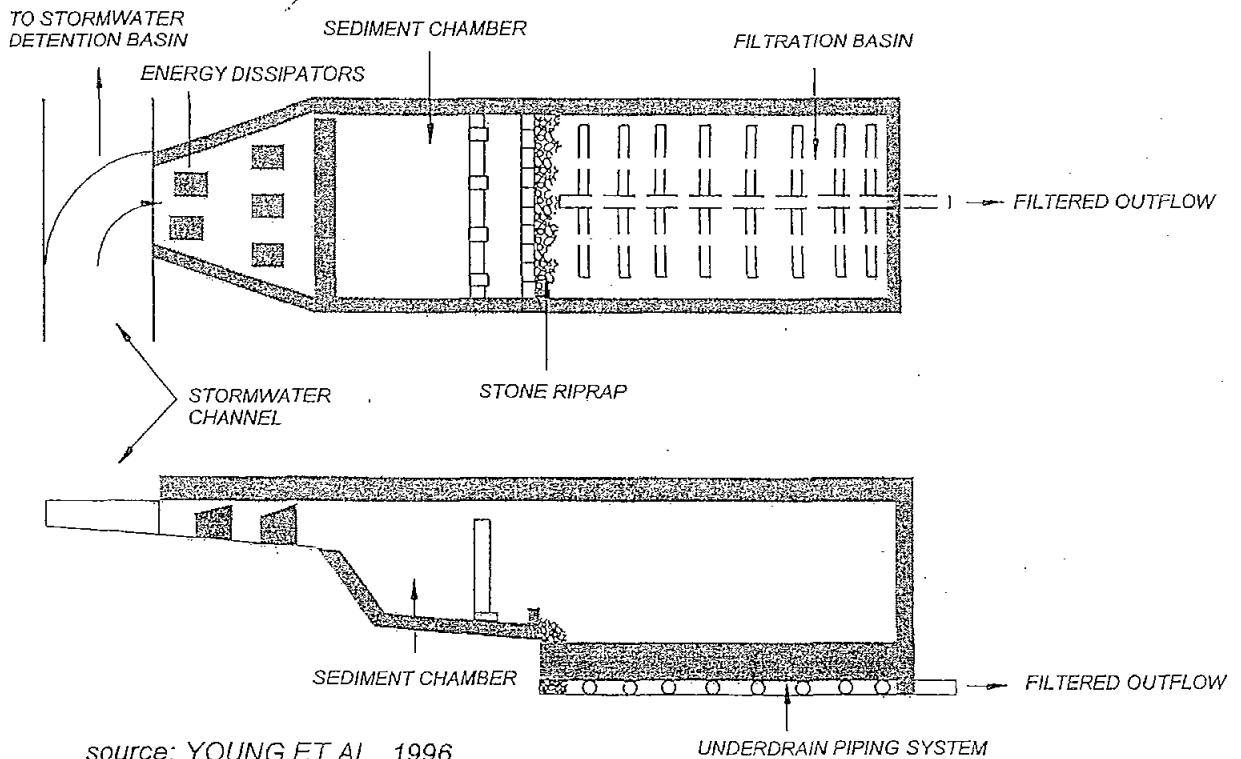 TO STORMWATER
DETENTION BASIN
SEDIMENT CHAMBER
FILTRATION BASIN
ENERGY DISSIPATORS
FILTERED OUTFLOW
STORMWATER
CHANNEL
STONE RIPRAP
SEDIMENT CHAMBER
FILTERED OUTFLOW
UNDERDRAIN PIPING SYSTEM
source: YOUNG ET AL 1996